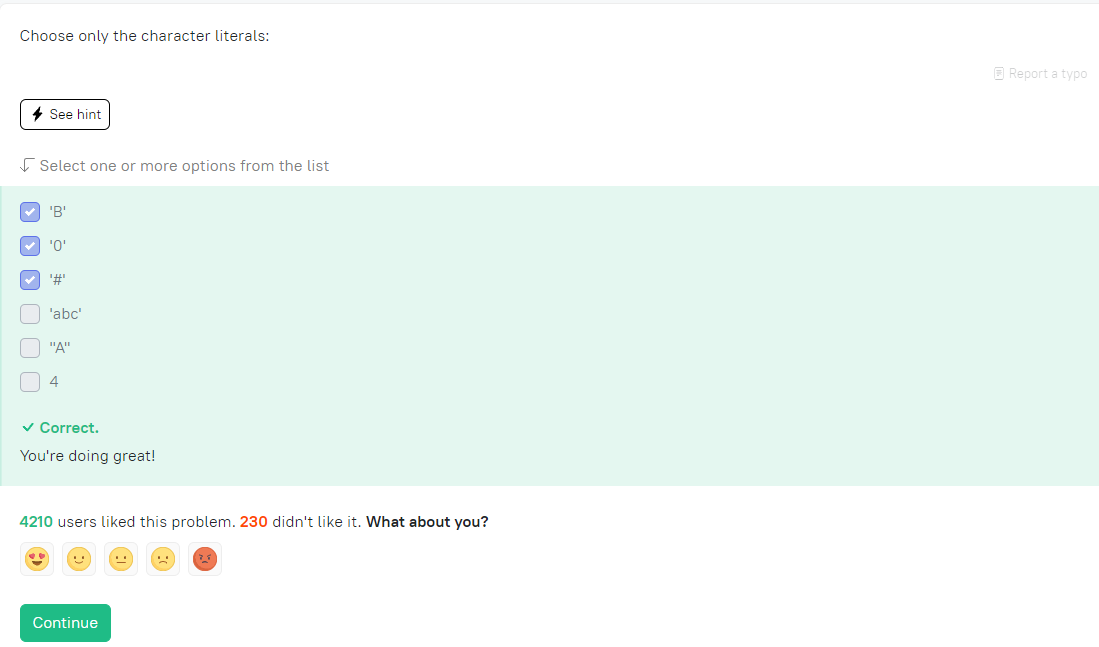 Choose only the character literals:
Report a typo
See hint
Select one or more options from the list
'B'
'0'
'#'
'abc'
"A"
4
Correct.
You're doing great!
4210 users liked this problem. 230 didn't like it. What about you?
Continue